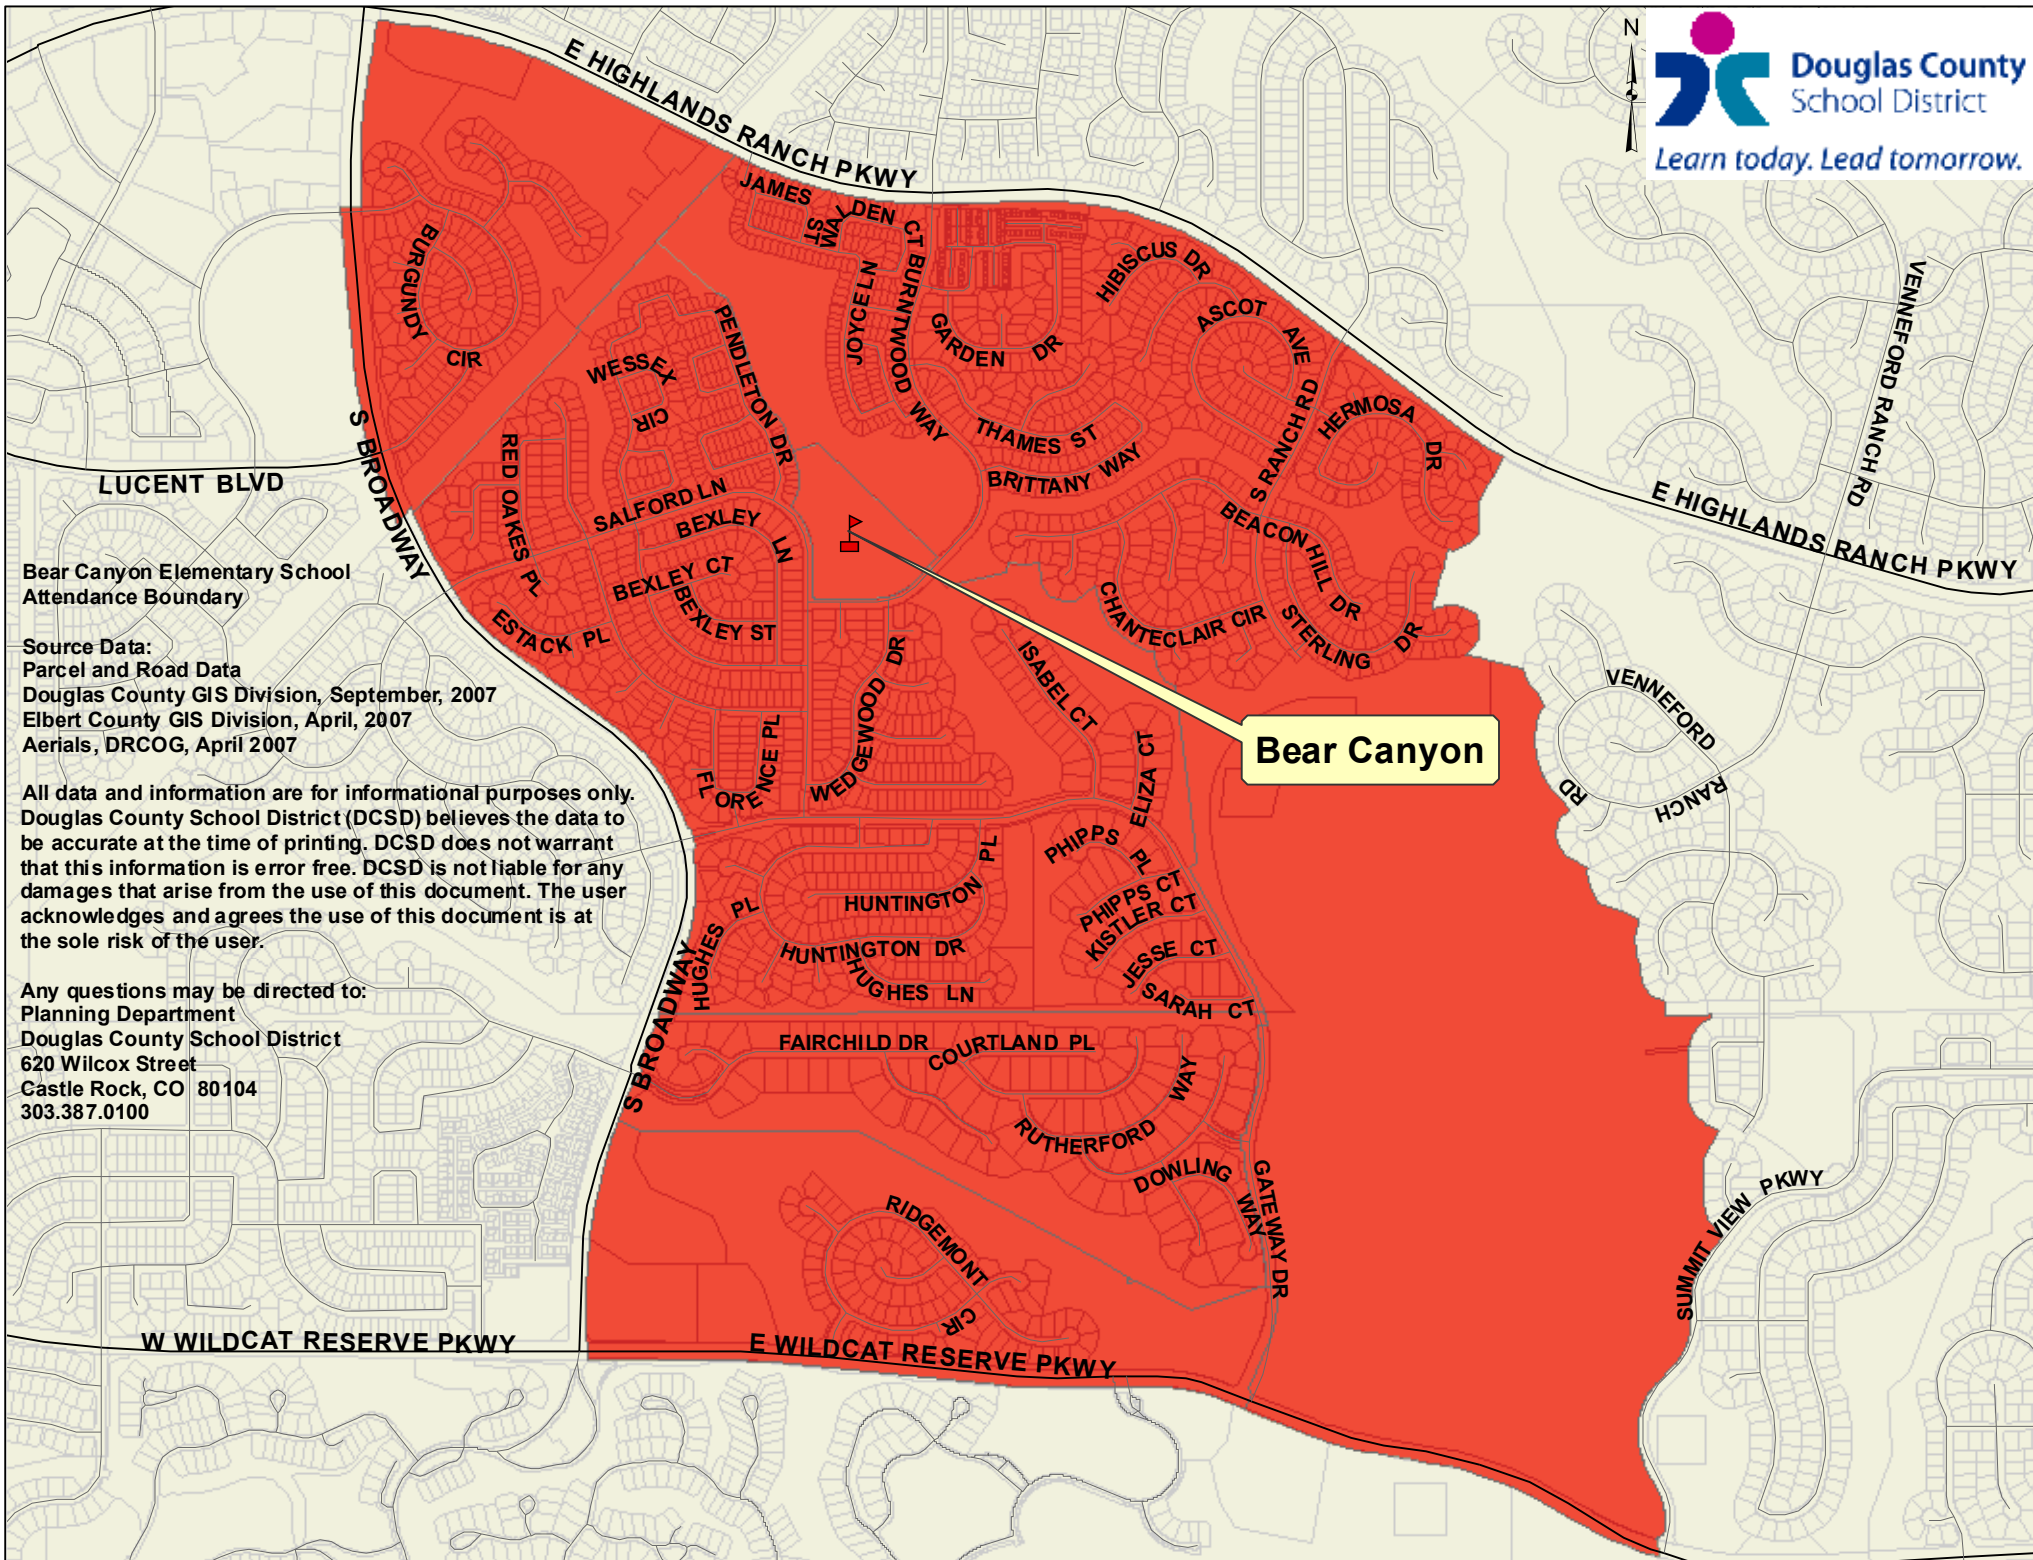 N
Douglas County
School District
Learn today. Lead tomorrow.
E HIGHLANDS RANCH PKWY
JAMES
ST
WALDEN CT
BURNTWOOD WAY
JOYCE LN
GARDEN DR
HIBISCUS DR
ASCOT AVE
BURGUNDY CIR
PENDLETON DR
WESSEX CIR
THAMES ST
BRITTANY WAY
S RANCH RD
HERMOSA DR
VENNEFORD RANCH RD
E HIGHLANDS RANCH PKWY
LUCENT BLVD
S BROADWAY
RED OAKES PL
SALFORD LN
BEXLEY LN
BEXLEY CT
BEXLEY ST
ESTACK PL
BEACON HILL DR
CHANTECLAIR CIR
STERLING DR
Bear Canyon Elementary School
Attendance Boundary
Source Data:
Parcel and Road Data
Douglas County GIS Division, September, 2007
Elbert County GIS Division, April, 2007
Aerials, DRCOG, April 2007
All data and information are for informational purposes only.
Douglas County School District (DCSD) believes the data to
be accurate at the time of printing. DCSD does not warrant
that this information is error free. DCSD is not liable for any
damages that arise from the use of this document. The user
acknowledges and agrees the use of this document is at
the sole risk of the user.
Any questions may be directed to:
Planning Department
Douglas County School District
620 Wilcox Street
Castle Rock, CO 80104
303.387.0100
ISABEL CT
WEDGEWOOD DR
FLORENCE PL
ELIZA CT
Bear Canyon
VENNEFORD RANCH RD
PHIPPS PL
PHIPPS CT
KISTLER CT
JESSE CT
SARAH CT
HUNTINGTON PL
HUNTINGTON DR
HUGHES PL
HUGHES LN
S BROADWAY
FAIRCHILD DR
COURTLAND PL
RUTHERFORD WAY
DOWLING WAY
GATEWAY DR
RIDGEMONT CIR
SUMMIT VIEW PKWY
W WILDCAT RESERVE PKWY
E WILDCAT RESERVE PKWY